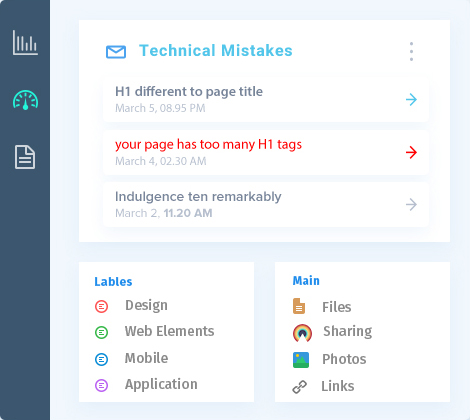 Technical Mistakes
H1 different to page title
March 5, 08.95 PM
your page has too many H1 tags
March 4, 02.30 AM
Indulgence ten remarkably
March 2, 11.20 AM
Lables
Design
Web Elements
Mobile
Application
Main
Files
Sharing
Photos
Links